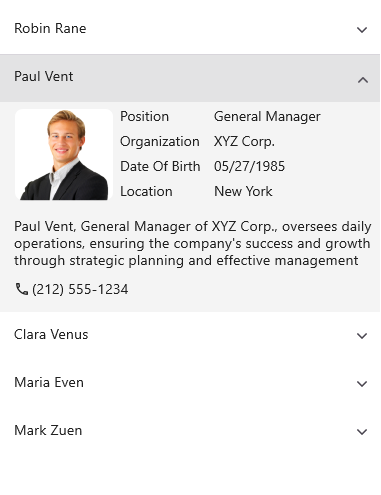 Robin Rane
Paul Vent
Position General Manager
Organization XYZ Corp.
Date Of Birth 05/27/1985
Location New York
Paul Vent, General Manager of XYZ Corp., oversees daily
operations, ensuring the company's success and growth
through strategic planning and effective management
(212) 555-1234
Clara Venus
Maria Even
Mark Zuen